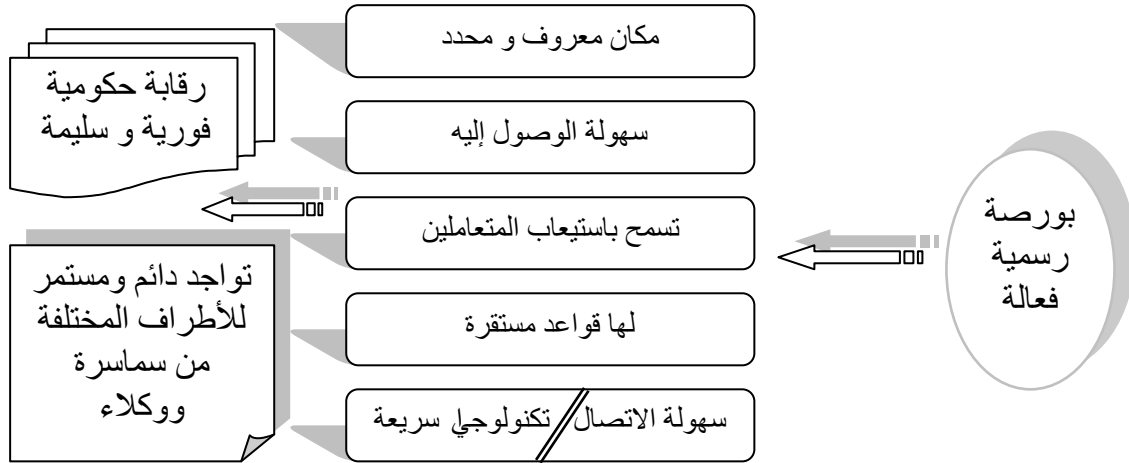 بورصة
رسمية
فعالة
مكان معروف و محدد
سهولة الوصول إليه
تسمح باستيعاب المتعاملين
لها قواعد مستقرة
سهولة الاتصال // تكنولوجي سريعة
رقابة حكومية
فورية و سليمة
تواجد دائم ومستمر
للأطراف المختلفة
من سماسرة
ووكلاء